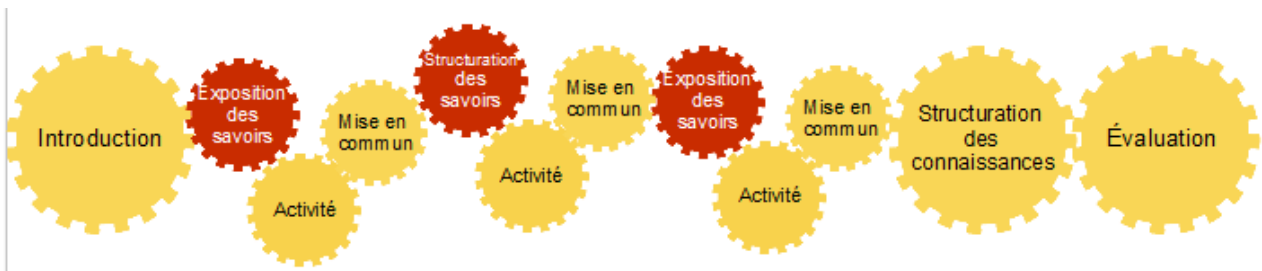 Introduction
Exposition
des
savoirs
Activité
Mise en
commun
Structuration
des
savoirs
Activité
Mise en
commun
Exposition
des
savoirs
Activité
Mise en
commun
Structuration
des
connaissances
Évaluation